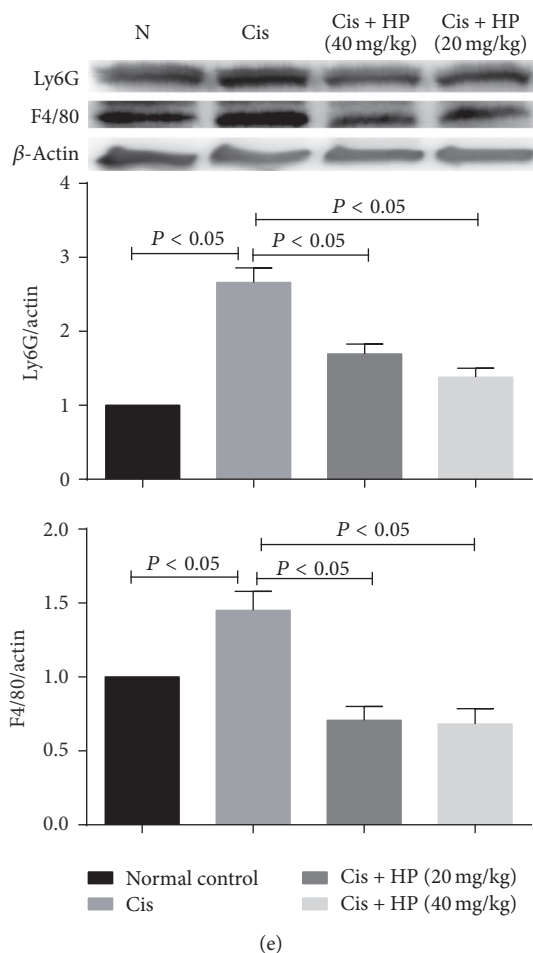 N Cis Cis + HP (40 mg/kg) Cis + HP (20 mg/kg)
Ly6G
F4/80
β-Actin
4
P < 0.05
P < 0.05 P < 0.05
3
2
1
0
Ly6G/actin
2.0
P < 0.05
P < 0.05 P < 0.05
1.5
1.0
0.5
0.0
F4/80/actin
Normal control Cis + HP (20 mg/kg)
Cis Cis + HP (40 mg/kg)
(e)